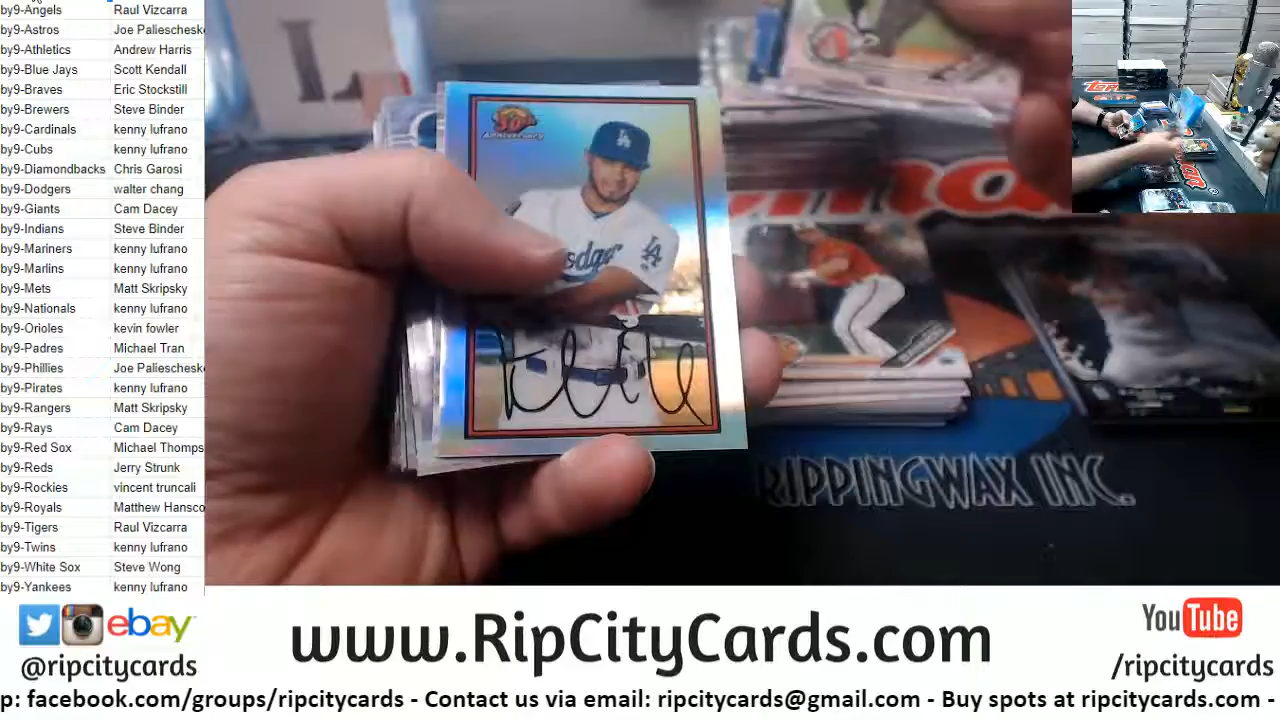 by9-Angels Raul Vizcarra
by9-Astros Joe Palieschesk
by9-Athletics Andrew Harris
by9-Blue Jays Scott Kendall
by9-Braves Eric Stockstill
by9-Brewers Steve Binder
by9-Cardinals kenny lufrano
by9-Cubs kenny lufrano
by9-Diamondbacks Chris Garosi
by9-Dodgers walter chang
by9-Giants Cam Dacey
by9-Indians Steve Binder
by9-Mariners kenny lufrano
by9-Marlins kenny lufrano
by9-Mets Matt Skripsky
by9-Nationals kenny lufrano
by9-Orioles kevin fowler
by9-Padres Michael Tran
by9-Phillies Joe Palieschesk
by9-Pirates kenny lufrano
by9-Rangers Matt Skripsky
by9-Rays Cam Dacey
by9-Red Sox Michael Thomps
by9-Reds Jerry Strunk
by9-Rockies vincent truncali
by9-Royals Matthew Hansco
by9-Tigers Raul Vizcarra
by9-Twins kenny lufrano
by9-White Sox Steve Wong
by9-Yankees kenny lufrano
30th
Anniversary
LA
LA
RIPPINGWAX INC.
topps
ebay
@ripcitycards
www.RipCityCards.com
YouTube
/ripcitycards
p: facebook.com/groups/ripcitycards - Contact us via email: ripcitycards@gmail.com - Buy spots at ripcitycards.com -